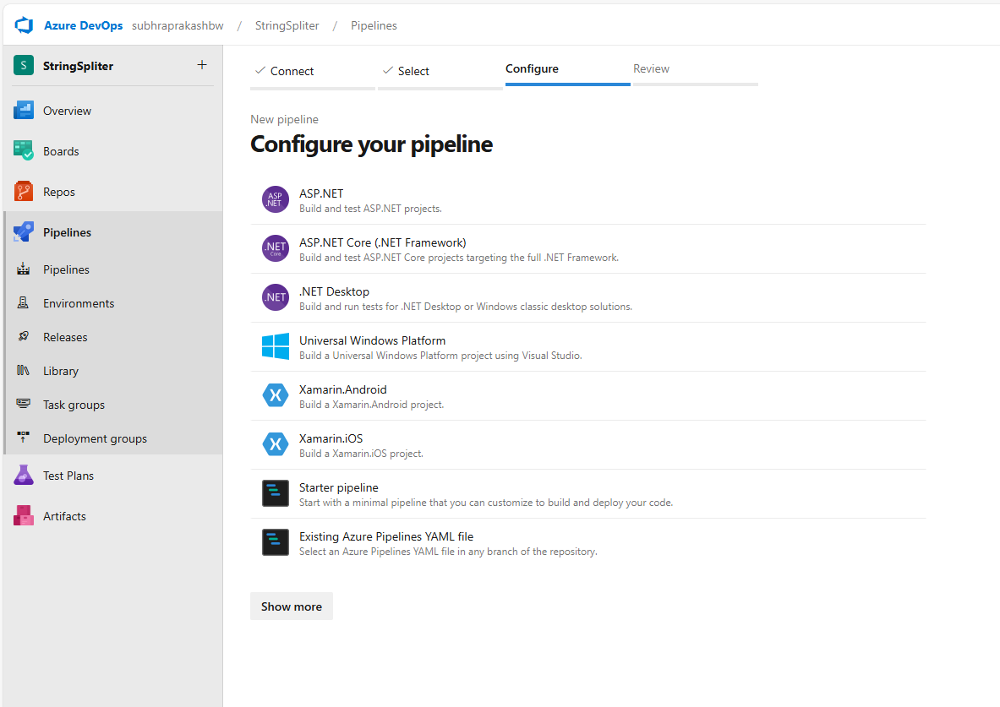 Azure DevOps subhraprakashbw / StringSpliter / Pipelines
S StringSpliter +
Overview
Boards
Repos
Pipelines
Pipelines
Environments
Releases
Library
Task groups
Deployment groups
Test Plans
Artifacts
Connect Select Configure Review
New pipeline
Configure your pipeline
ASP .NET
ASP.NET
Build and test ASP.NET projects.
.NET Core
ASP.NET Core (.NET Framework)
Build and test ASP.NET Core projects targeting the full .NET Framework.
.NET
.NET Desktop
Build and run tests for .NET Desktop or Windows classic desktop solutions.
Universal Windows Platform
Build a Universal Windows Platform project using Visual Studio.
X
Xamarin.Android
Build a Xamarin.Android project.
X
Xamarin.iOS
Build a Xamarin.iOS project.
Starter pipeline
Start with a minimal pipeline that you can customize to build and deploy your code.
Existing Azure Pipelines YAML file
Select an Azure Pipelines YAML file in any branch of the repository.
Show more